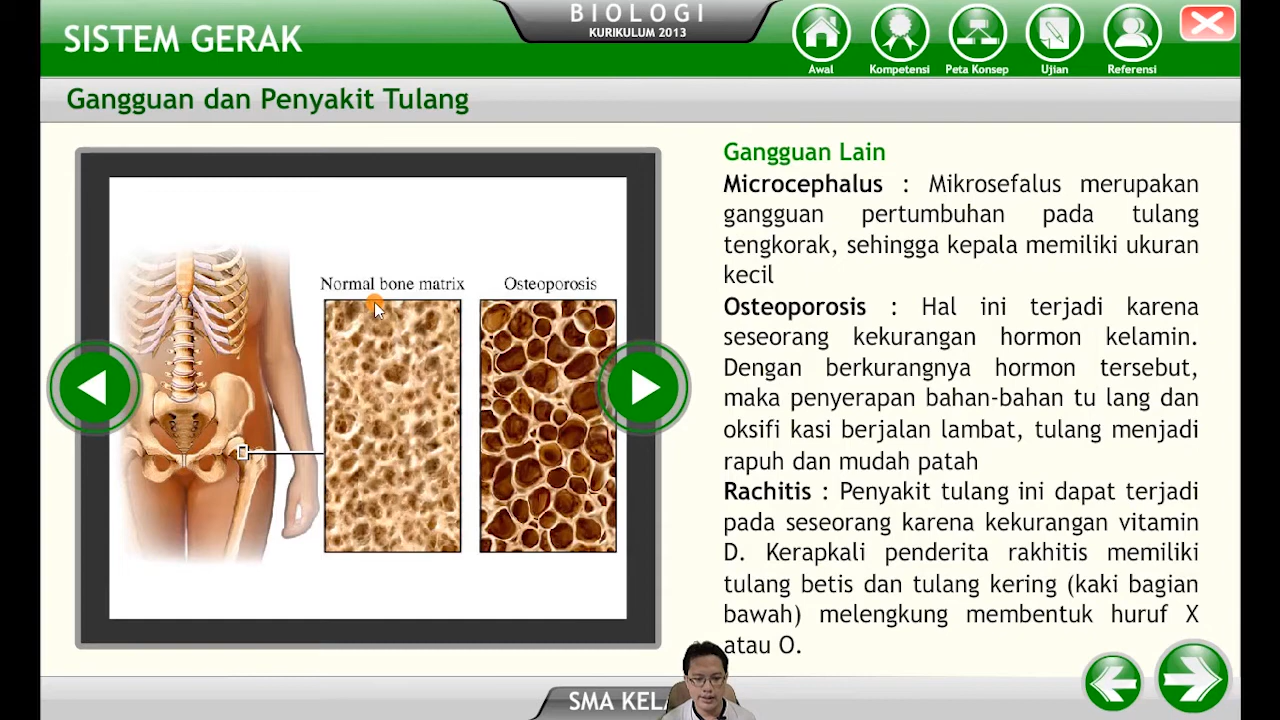 BIOLOGI
KURIKULUM 2013
SISTEM GERAK
Awal
Kompetensi
Peta Konsep
Ujian
Referensi
Gangguan dan Penyakit Tulang
Normal bone matrix
Osteoporosis
Gangguan Lain
Microcephalus : Mikrosefalus merupakan
gangguan pertumbuhan pada tulang
tengkorak, sehingga kepala memiliki ukuran
kecil
Osteoporosis : Hal ini terjadi karena
seseorang kekurangan hormon kelamin.
Dengan berkurangnya hormon tersebut,
maka penyerapan bahan-bahan tu lang dan
oksifi kasi berjalan lambat, tulang menjadi
rapuh dan mudah patah
Rachitis : Penyakit tulang ini dapat terjadi
pada seseorang karena kekurangan vitamin
D. Kerapkali penderita rakhitis memiliki
tulang betis dan tulang kering (kaki bagian
bawah) melengkung membentuk huruf X
atau O.
SMA